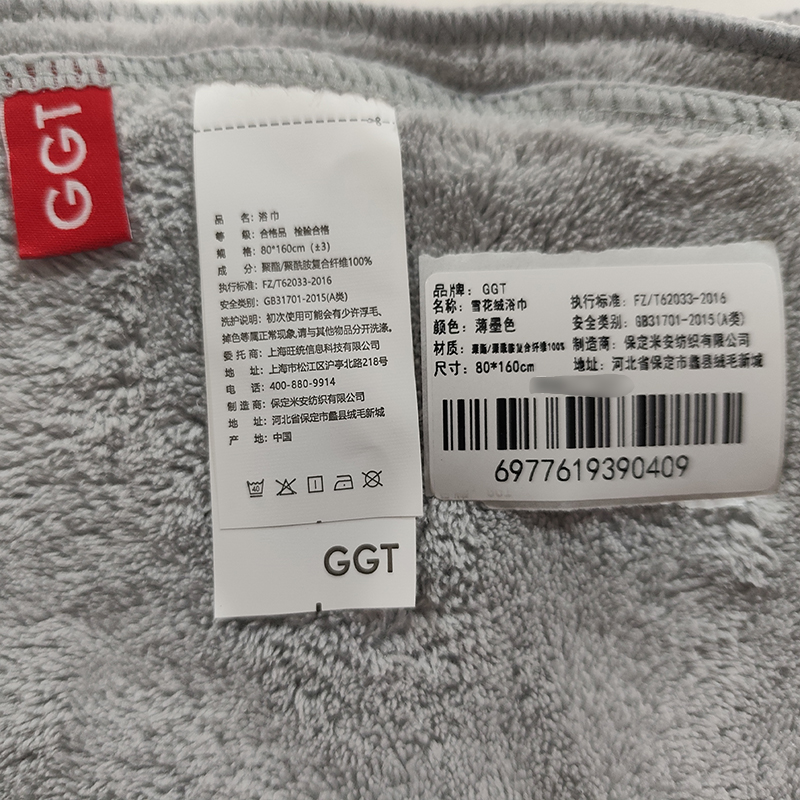 GGT
品 名：浴巾
等 级：合格品 检验合格
规 格：80*160cm (±3)
成 分：聚酯/聚酰胺复合纤维100%
执行标准：FZ/T62033-2016
安全类别：GB31701-2015(A类)
洗护说明：初次使用可能会有少许浮毛、
掉色等属正常现象,请与其他物品分开洗涤。
委 托 商：上海旺统信息科技有限公司
地 址：上海市松江区沪亭北路218号
电 话：400-880-9914
制 造 商：保定米安纺织有限公司
地 址：河北省保定市蠡县绒毛新城
产 地：中国
40
GGT
品牌：GGT
名称：雪花绒浴巾
颜色：薄墨色
材质：聚酯/聚酰胺复合纤维100%
尺寸：80*160cm
执行标准：FZ/T62033-2016
安全类别：GB31701-2015(A类)
制造商：保定米安纺织有限公司
地址：河北省保定市蠡县绒毛新城
6977619390409